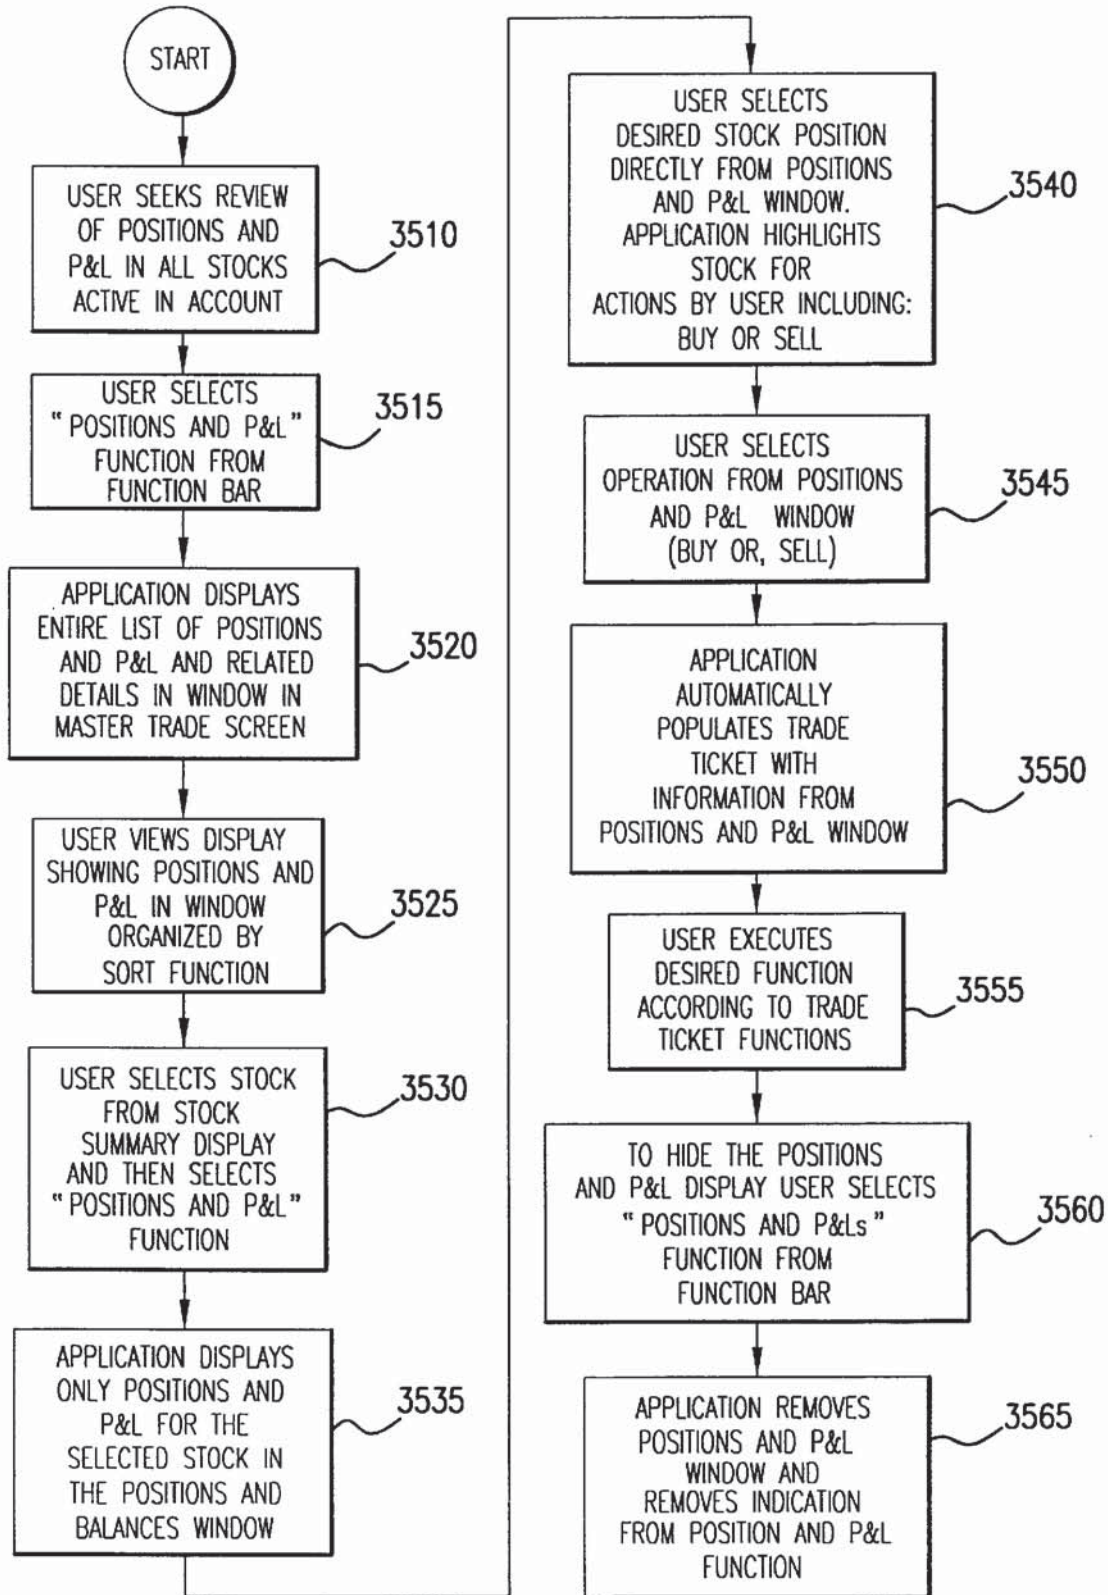 START
USER SEEKS REVIEW
OF POSITIONS AND
P&L IN ALL STOCKS
ACTIVE IN ACCOUNT
3510
USER SELECTS
"POSITIONS AND P&L"
FUNCTION FROM
FUNCTION BAR
3515
APPLICATION DISPLAYS
ENTIRE LIST OF POSITIONS
AND P&L AND RELATED
DETAILS IN WINDOW IN
MASTER TRADE SCREEN
3520
USER VIEWS DISPLAY
SHOWING POSITIONS AND
P&L IN WINDOW
ORGANIZED BY
SORT FUNCTION
3525
USER SELECTS STOCK
FROM STOCK
SUMMARY DISPLAY
AND THEN SELECTS
"POSITIONS AND P&L"
FUNCTION
3530
APPLICATION DISPLAYS
ONLY POSITIONS AND
P&L FOR THE
SELECTED STOCK IN
THE POSITIONS AND
BALANCES WINDOW
3535
USER SELECTS
DESIRED STOCK POSITION
DIRECTLY FROM POSITIONS
AND P&L WINDOW.
APPLICATION HIGHLIGHTS
STOCK FOR
ACTIONS BY USER INCLUDING:
BUY OR SELL
3540
USER SELECTS
OPERATION FROM POSITIONS
AND P&L WINDOW
(BUY OR, SELL)
3545
APPLICATION
AUTOMATICALLY
POPULATES TRADE
TICKET WITH
INFORMATION FROM
POSITIONS AND P&L WINDOW
3550
USER EXECUTES
DESIRED FUNCTION
ACCORDING TO TRADE
TICKET FUNCTIONS
3555
TO HIDE THE POSITIONS
AND P&L DISPLAY USER SELECTS
"POSITIONS AND P&Ls"
FUNCTION FROM
FUNCTION BAR
3560
APPLICATION REMOVES
POSITIONS AND P&L
WINDOW AND
REMOVES INDICATION
FROM POSITION AND P&L
FUNCTION
3565